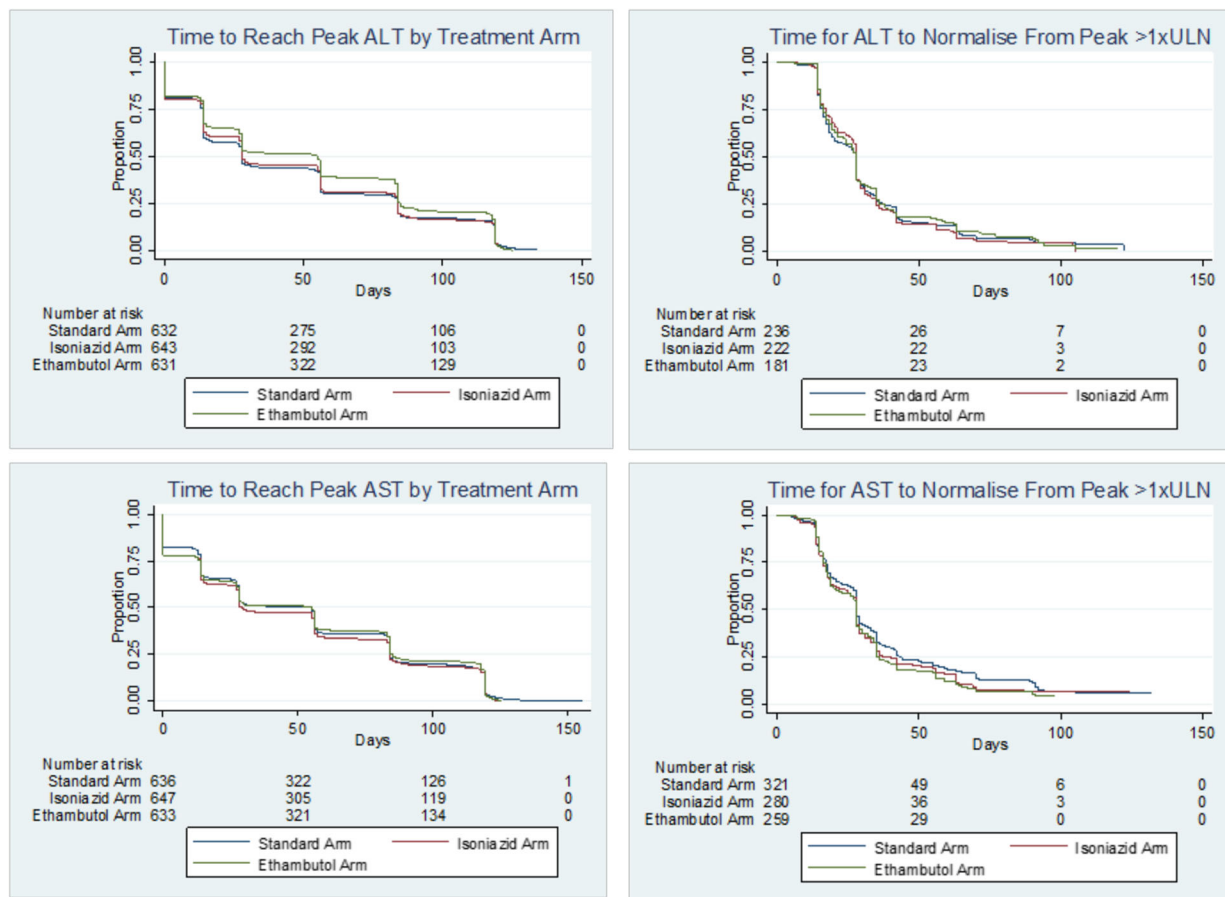 Time to Reach Peak ALT by Treatment Arm
Proportion
1.00
0.75
0.50
0.25
0.00
0 50 100 150
Days
Number at risk
Standard Arm 632 275 106 0
Isoniazid Arm 643 292 103 0
Ethambutol Arm 631 322 129 0
Standard Arm Isoniazid Arm
Ethambutol Arm
Time for ALT to Normalise From Peak >1xULN
Proportion
1.00
0.75
0.50
0.25
0.00
0 50 100 150
Days
Number at risk
Standard Arm 236 26 7 0
Isoniazid Arm 222 22 3 0
Ethambutol Arm 181 23 2 0
Standard Arm Isoniazid Arm
Ethambutol Arm
Time to Reach Peak AST by Treatment Arm
Proportion
1.00
0.75
0.50
0.25
0.00
0 50 100 150
Days
Number at risk
Standard Arm 636 322 126 1
Isoniazid Arm 647 305 119 0
Ethambutol Arm 633 321 134 0
Standard Arm Isoniazid Arm
Ethambutol Arm
Time for AST to Normalise From Peak >1xULN
Proportion
1.00
0.75
0.50
0.25
0.00
0 50 100 150
Days
Number at risk
Standard Arm 321 49 6 0
Isoniazid Arm 280 36 3 0
Ethambutol Arm 259 29 0 0
Standard Arm Isoniazid Arm
Ethambutol Arm